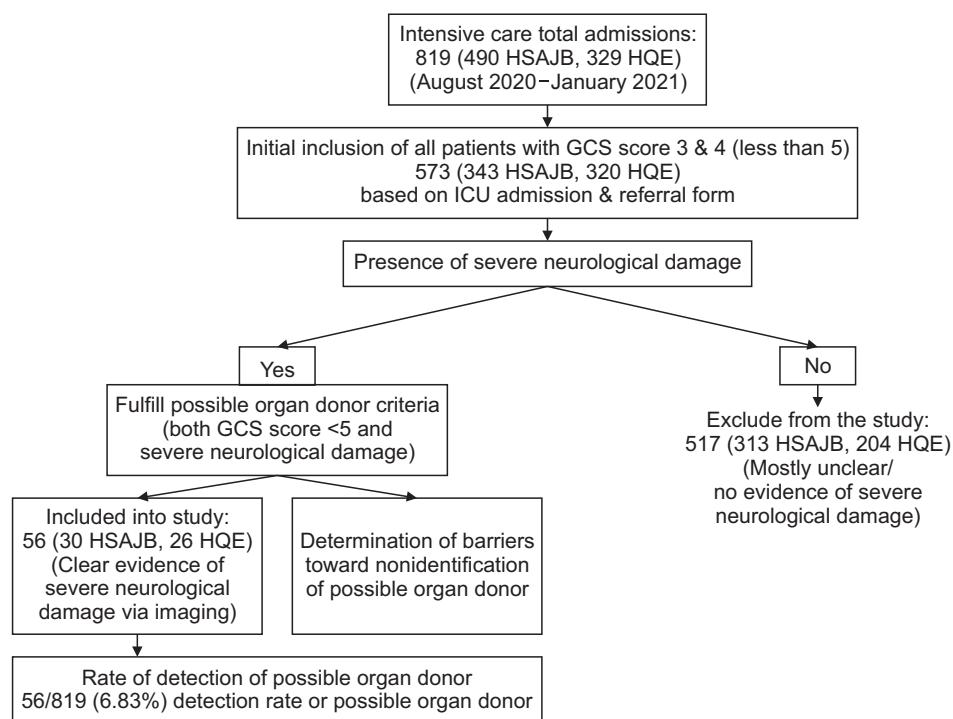 Intensive care total admissions:
819 (490 HSAJB, 329 HQE)
(August 2020−January 2021)
Initial inclusion of all patients with GCS score 3 & 4 (less than 5)
573 (343 HSAJB, 320 HQE)
based on ICU admission & referral form
Presence of severe neurological damage
Yes
No
Fulfill possible organ donor criteria
(both GCS score <5 and
severe neurological damage)
Exclude from the study:
517 (313 HSAJB, 204 HQE)
(Mostly unclear/
no evidence of severe
neurological damage)
Included into study:
56 (30 HSAJB, 26 HQE)
(Clear evidence of
severe neurological
damage via imaging)
Determination of barriers
toward nonidentification
of possible organ donor
Rate of detection of possible organ donor
56/819 (6.83%) detection rate or possible organ donor